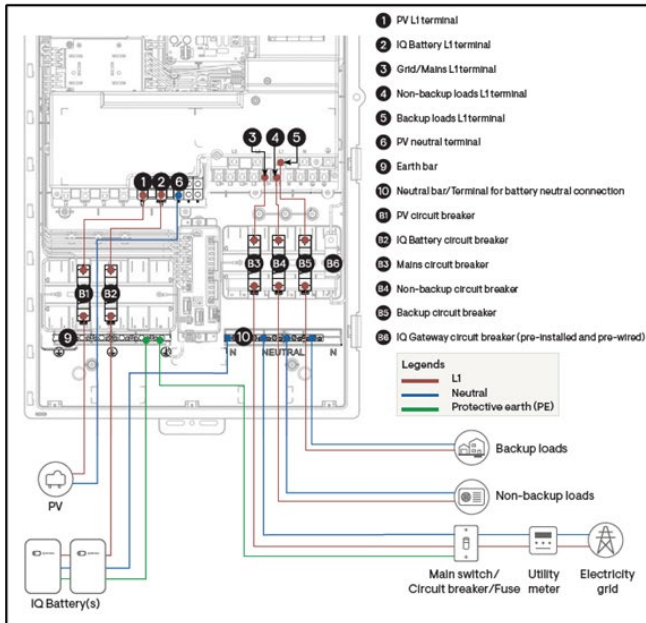 1 PV L1 terminal
2 IQ Battery L1 terminal
3 Grid/Mains L1 terminal
4 Non-backup loads L1 terminal
5 Backup loads L1 terminal
6 PV neutral terminal
9 Earth bar
10 Neutral bar/Terminal for battery neutral connection
B1 PV circuit breaker
B2 IQ Battery circuit breaker
B3 Mains circuit breaker
B4 Non-backup circuit breaker
B5 Backup circuit breaker
B6 IQ Gateway circuit breaker (pre-installed and pre-wired)
Legends
L1
Neutral
Protective earth (PE)
3 4 5
1 2 6
B1 B2 B3 B4 B5 B6
9 10
N NEUTRAL N
Backup loads
Non-backup loads
PV
Main switch/
Circuit breaker/Fuse
Utility
meter
Electricity
grid
IQ Battery(s)